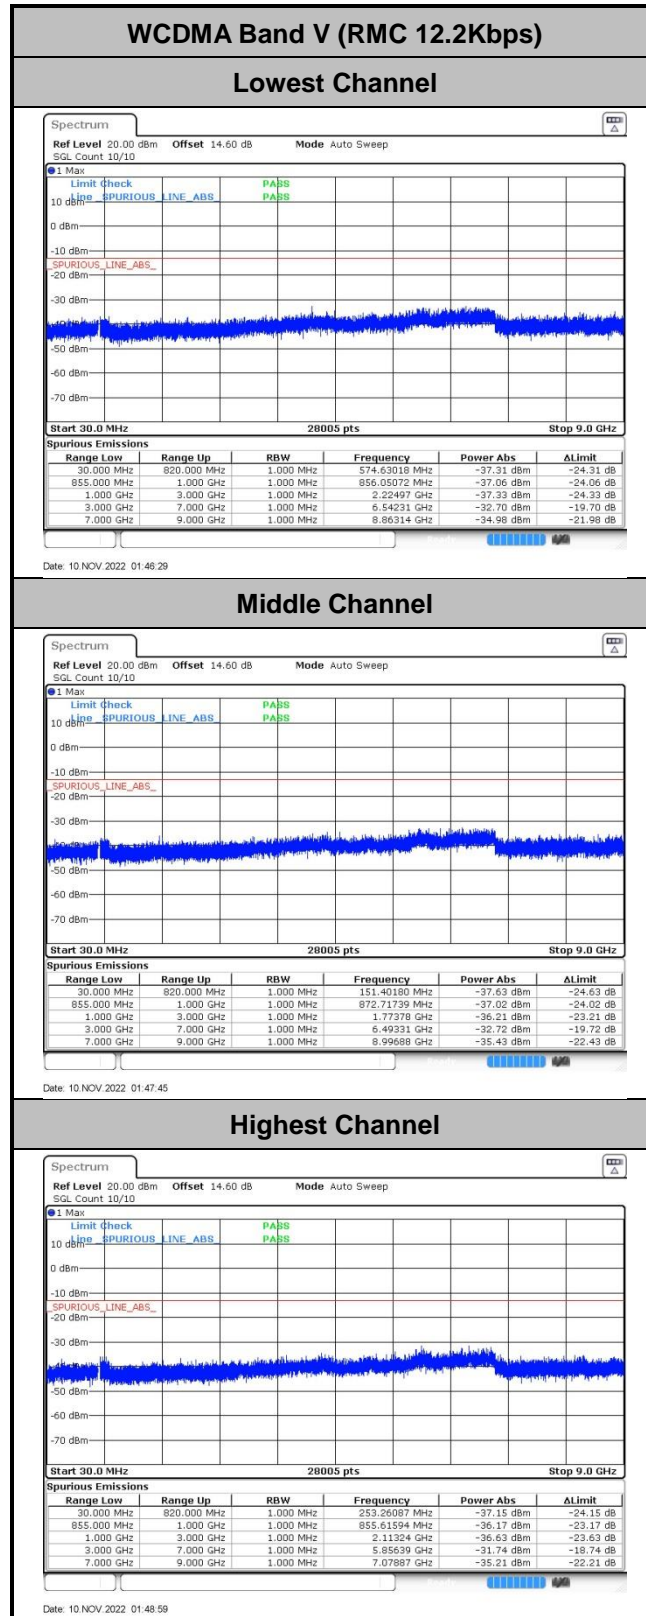 WCDMA Band V (RMC 12.2Kbps)
Lowest Channel
Spectrum
Ref Level 20.00 dBm Offset 14.60 dB Mode Auto Sweep
SGL Count 10/10
1 Max
Limit Check PASS
10 dBm Line _SPURIOUS_LINE_ABS_ PASS
0 dBm
-10 dBm
_SPURIOUS_LINE_ABS_
-20 dBm
-30 dBm
-50 dBm
-60 dBm
-70 dBm
Start 30.0 MHz 28005 pts Stop 9.0 GHz
Spurious Emissions
Range Low Range Up RBW Frequency Power Abs ΔLimit
30.000 MHz 820.000 MHz 1.000 MHz 574.63018 MHz -37.31 dBm -24.31 dB
855.000 MHz 1.000 GHz 1.000 MHz 856.05072 MHz -37.06 dBm -24.06 dB
1.000 GHz 3.000 GHz 1.000 MHz 2.22497 GHz -37.33 dBm -24.33 dB
3.000 GHz 7.000 GHz 1.000 MHz 6.54231 GHz -32.70 dBm -19.70 dB
7.000 GHz 9.000 GHz 1.000 MHz 8.86314 GHz -34.98 dBm -21.98 dB
Date: 10.NOV.2022 01:46:29
Middle Channel
Spectrum
Ref Level 20.00 dBm Offset 14.60 dB Mode Auto Sweep
SGL Count 10/10
1 Max
Limit Check PASS
10 dBm Line _SPURIOUS_LINE_ABS_ PASS
0 dBm
-10 dBm
_SPURIOUS_LINE_ABS_
-20 dBm
-30 dBm
-50 dBm
-60 dBm
-70 dBm
Start 30.0 MHz 28005 pts Stop 9.0 GHz
Spurious Emissions
Range Low Range Up RBW Frequency Power Abs ΔLimit
30.000 MHz 820.000 MHz 1.000 MHz 151.40180 MHz -37.63 dBm -24.63 dB
855.000 MHz 1.000 GHz 1.000 MHz 872.71739 MHz -37.02 dBm -24.02 dB
1.000 GHz 3.000 GHz 1.000 MHz 1.77378 GHz -36.21 dBm -23.21 dB
3.000 GHz 7.000 GHz 1.000 MHz 6.49331 GHz -32.72 dBm -19.72 dB
7.000 GHz 9.000 GHz 1.000 MHz 8.99688 GHz -35.43 dBm -22.43 dB
Date: 10.NOV.2022 01:47:45
Highest Channel
Spectrum
Ref Level 20.00 dBm Offset 14.60 dB Mode Auto Sweep
SGL Count 10/10
1 Max
Limit Check PASS
10 dBm Line _SPURIOUS_LINE_ABS_ PASS
0 dBm
-10 dBm
_SPURIOUS_LINE_ABS_
-20 dBm
-30 dBm
-50 dBm
-60 dBm
-70 dBm
Start 30.0 MHz 28005 pts Stop 9.0 GHz
Spurious Emissions
Range Low Range Up RBW Frequency Power Abs ΔLimit
30.000 MHz 820.000 MHz 1.000 MHz 253.26087 MHz -37.15 dBm -24.15 dB
855.000 MHz 1.000 GHz 1.000 MHz 855.61594 MHz -36.17 dBm -23.17 dB
1.000 GHz 3.000 GHz 1.000 MHz 2.11324 GHz -36.63 dBm -23.63 dB
3.000 GHz 7.000 GHz 1.000 MHz 5.85639 GHz -31.74 dBm -18.74 dB
7.000 GHz 9.000 GHz 1.000 MHz 7.07887 GHz -35.21 dBm -22.21 dB
Date: 10.NOV.2022 01:48:59